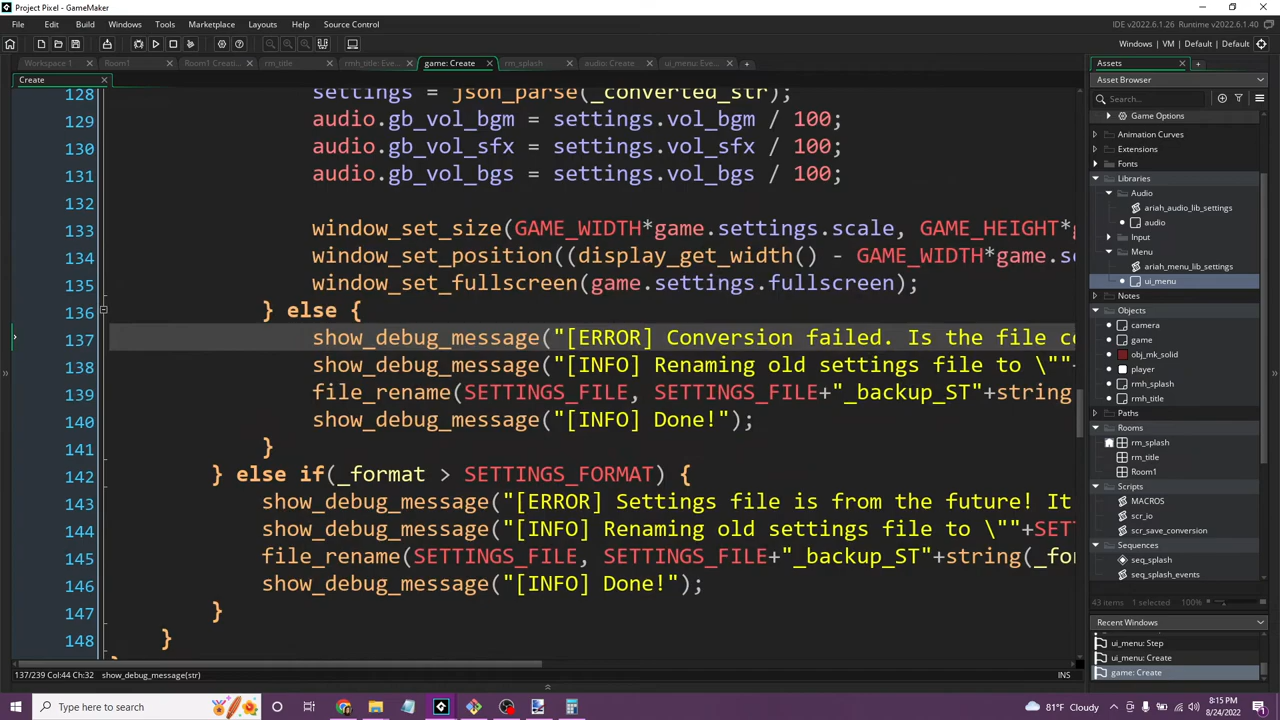 Project Pixel - GameMaker
File Edit Build Windows Tools Marketplace Layouts Help Source Control
IDE v2022.6.1.26 Runtime v2022.6.1.40
Windows | VM | Default | Default
Workspace 1 Room1 Room1 Creati... rm_title rmh_title: Eve... game: Create rm_splash audio: Create ui_menu: Eve...
Create
128 settings = json_parse(_converted_str);
129 audio.gb_vol_bgm = settings.vol_bgm / 100;
130 audio.gb_vol_sfx = settings.vol_sfx / 100;
131 audio.gb_vol_bgs = settings.vol_bgs / 100;
132
133 window_set_size(GAME_WIDTH*game.settings.scale, GAME_HEIGHT*
134 window_set_position((display_get_width() - GAME_WIDTH*game.s
135 window_set_fullscreen(game.settings.fullscreen);
136 } else {
137 show_debug_message("[ERROR] Conversion failed. Is the file c
138 show_debug_message("[INFO] Renaming old settings file to \""
139 file_rename(SETTINGS_FILE, SETTINGS_FILE+"_backup_ST"+string
140 show_debug_message("[INFO] Done!");
141 }
142 } else if(_format > SETTINGS_FORMAT) {
143 show_debug_message("[ERROR] Settings file is from the future! It
144 show_debug_message("[INFO] Renaming old settings file to \""+SET
145 file_rename(SETTINGS_FILE, SETTINGS_FILE+"_backup_ST"+string(_fo
146 show_debug_message("[INFO] Done!");
147 }
148 }
137/239 Col:44 Ch:32 show_debug_message(str)
INS
Assets
Asset Browser
Search...
Game Options
Animation Curves
Extensions
Fonts
Libraries
Audio
ariah_audio_lib_settings
audio
Input
Menu
ariah_menu_lib_settings
ui_menu
Notes
Objects
camera
game
obj_mk_solid
player
rmh_splash
rmh_title
Paths
Rooms
rm_splash
rm_title
Room1
Scripts
MACROS
scr_io
scr_save_conversion
Sequences
seq_splash
seq_splash_events
43 items 1 selected 100%
Recent Windows
ui_menu: Step
ui_menu: Create
game: Create
Type here to search
81°F Cloudy
8:15 PM
8/24/2022